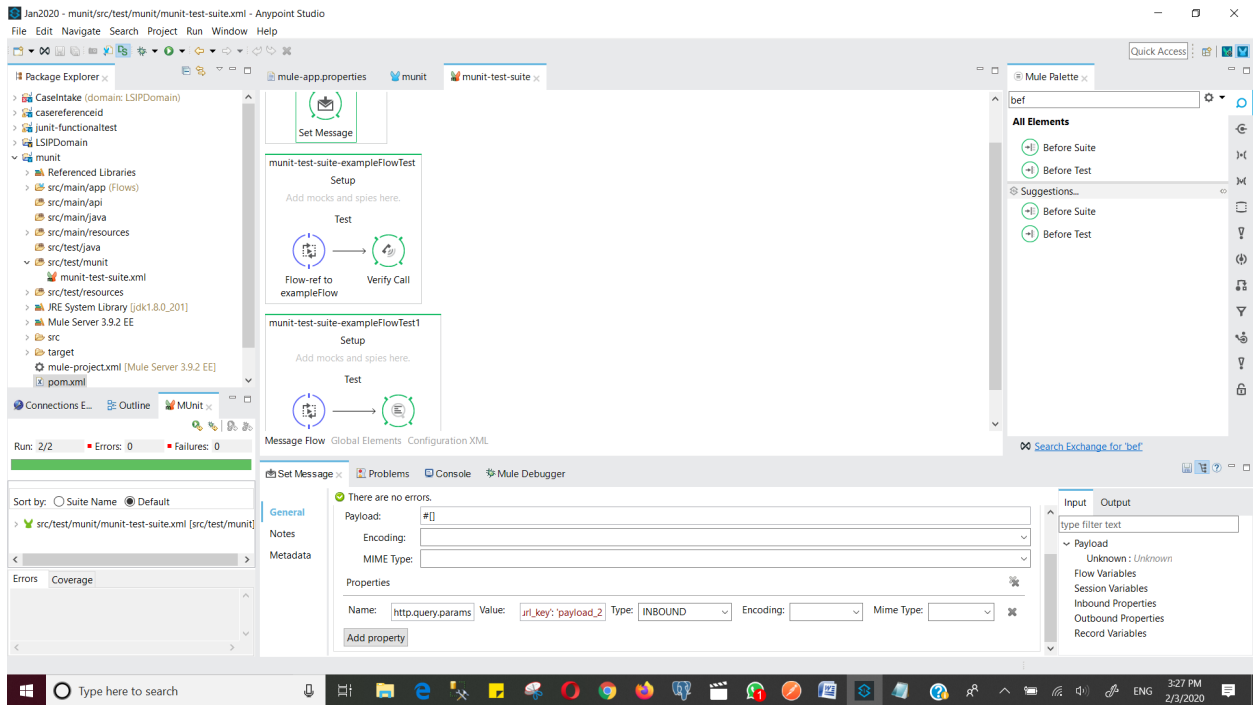 Jan2020 - munit/src/test/munit/munit-test-suite.xml - Anypoint Studio
File Edit Navigate Search Project Run Window Help
Quick Access
Package Explorer
mule-app.properties
munit
munit-test-suite
Mule Palette
CaseIntake (domain: LSIPDomain)
casereferenceid
junit-functionaltest
LSIPDomain
munit
Referenced Libraries
src/main/app (Flows)
src/main/api
src/main/java
src/main/resources
src/test/java
src/test/munit
munit-test-suite.xml
src/test/resources
JRE System Library [jdk1.8.0_201]
Mule Server 3.9.2 EE
src
target
mule-project.xml [Mule Server 3.9.2 EE]
pom.xml
Set Message
munit-test-suite-exampleFlowTest
Setup
Add mocks and spies here.
Test
Flow-ref to
exampleFlow
Verify Call
munit-test-suite-exampleFlowTest1
Setup
Add mocks and spies here.
Test
Message Flow Global Elements Configuration XML
bef
All Elements
Before Suite
Before Test
Suggestions...
Before Suite
Before Test
Search Exchange for 'bef'
Connections E...
Outline
MUnit
Run: 2/2
Errors: 0
Failures: 0
Sort by: Suite Name Default
src/test/munit/munit-test-suite.xml [src/test/munit]
Errors Coverage
Set Message
Problems
Console
Mule Debugger
General
Notes
Metadata
There are no errors.
Payload: #[]
Encoding:
MIME Type:
Properties
Name: http.query.params Value: url_key': 'payload_2 Type: INBOUND Encoding: Mime Type:
Add property
Input Output
type filter text
Payload
Unknown : Unknown
Flow Variables
Session Variables
Inbound Properties
Outbound Properties
Record Variables
Type here to search
1
ENG
3:27 PM
2/3/2020